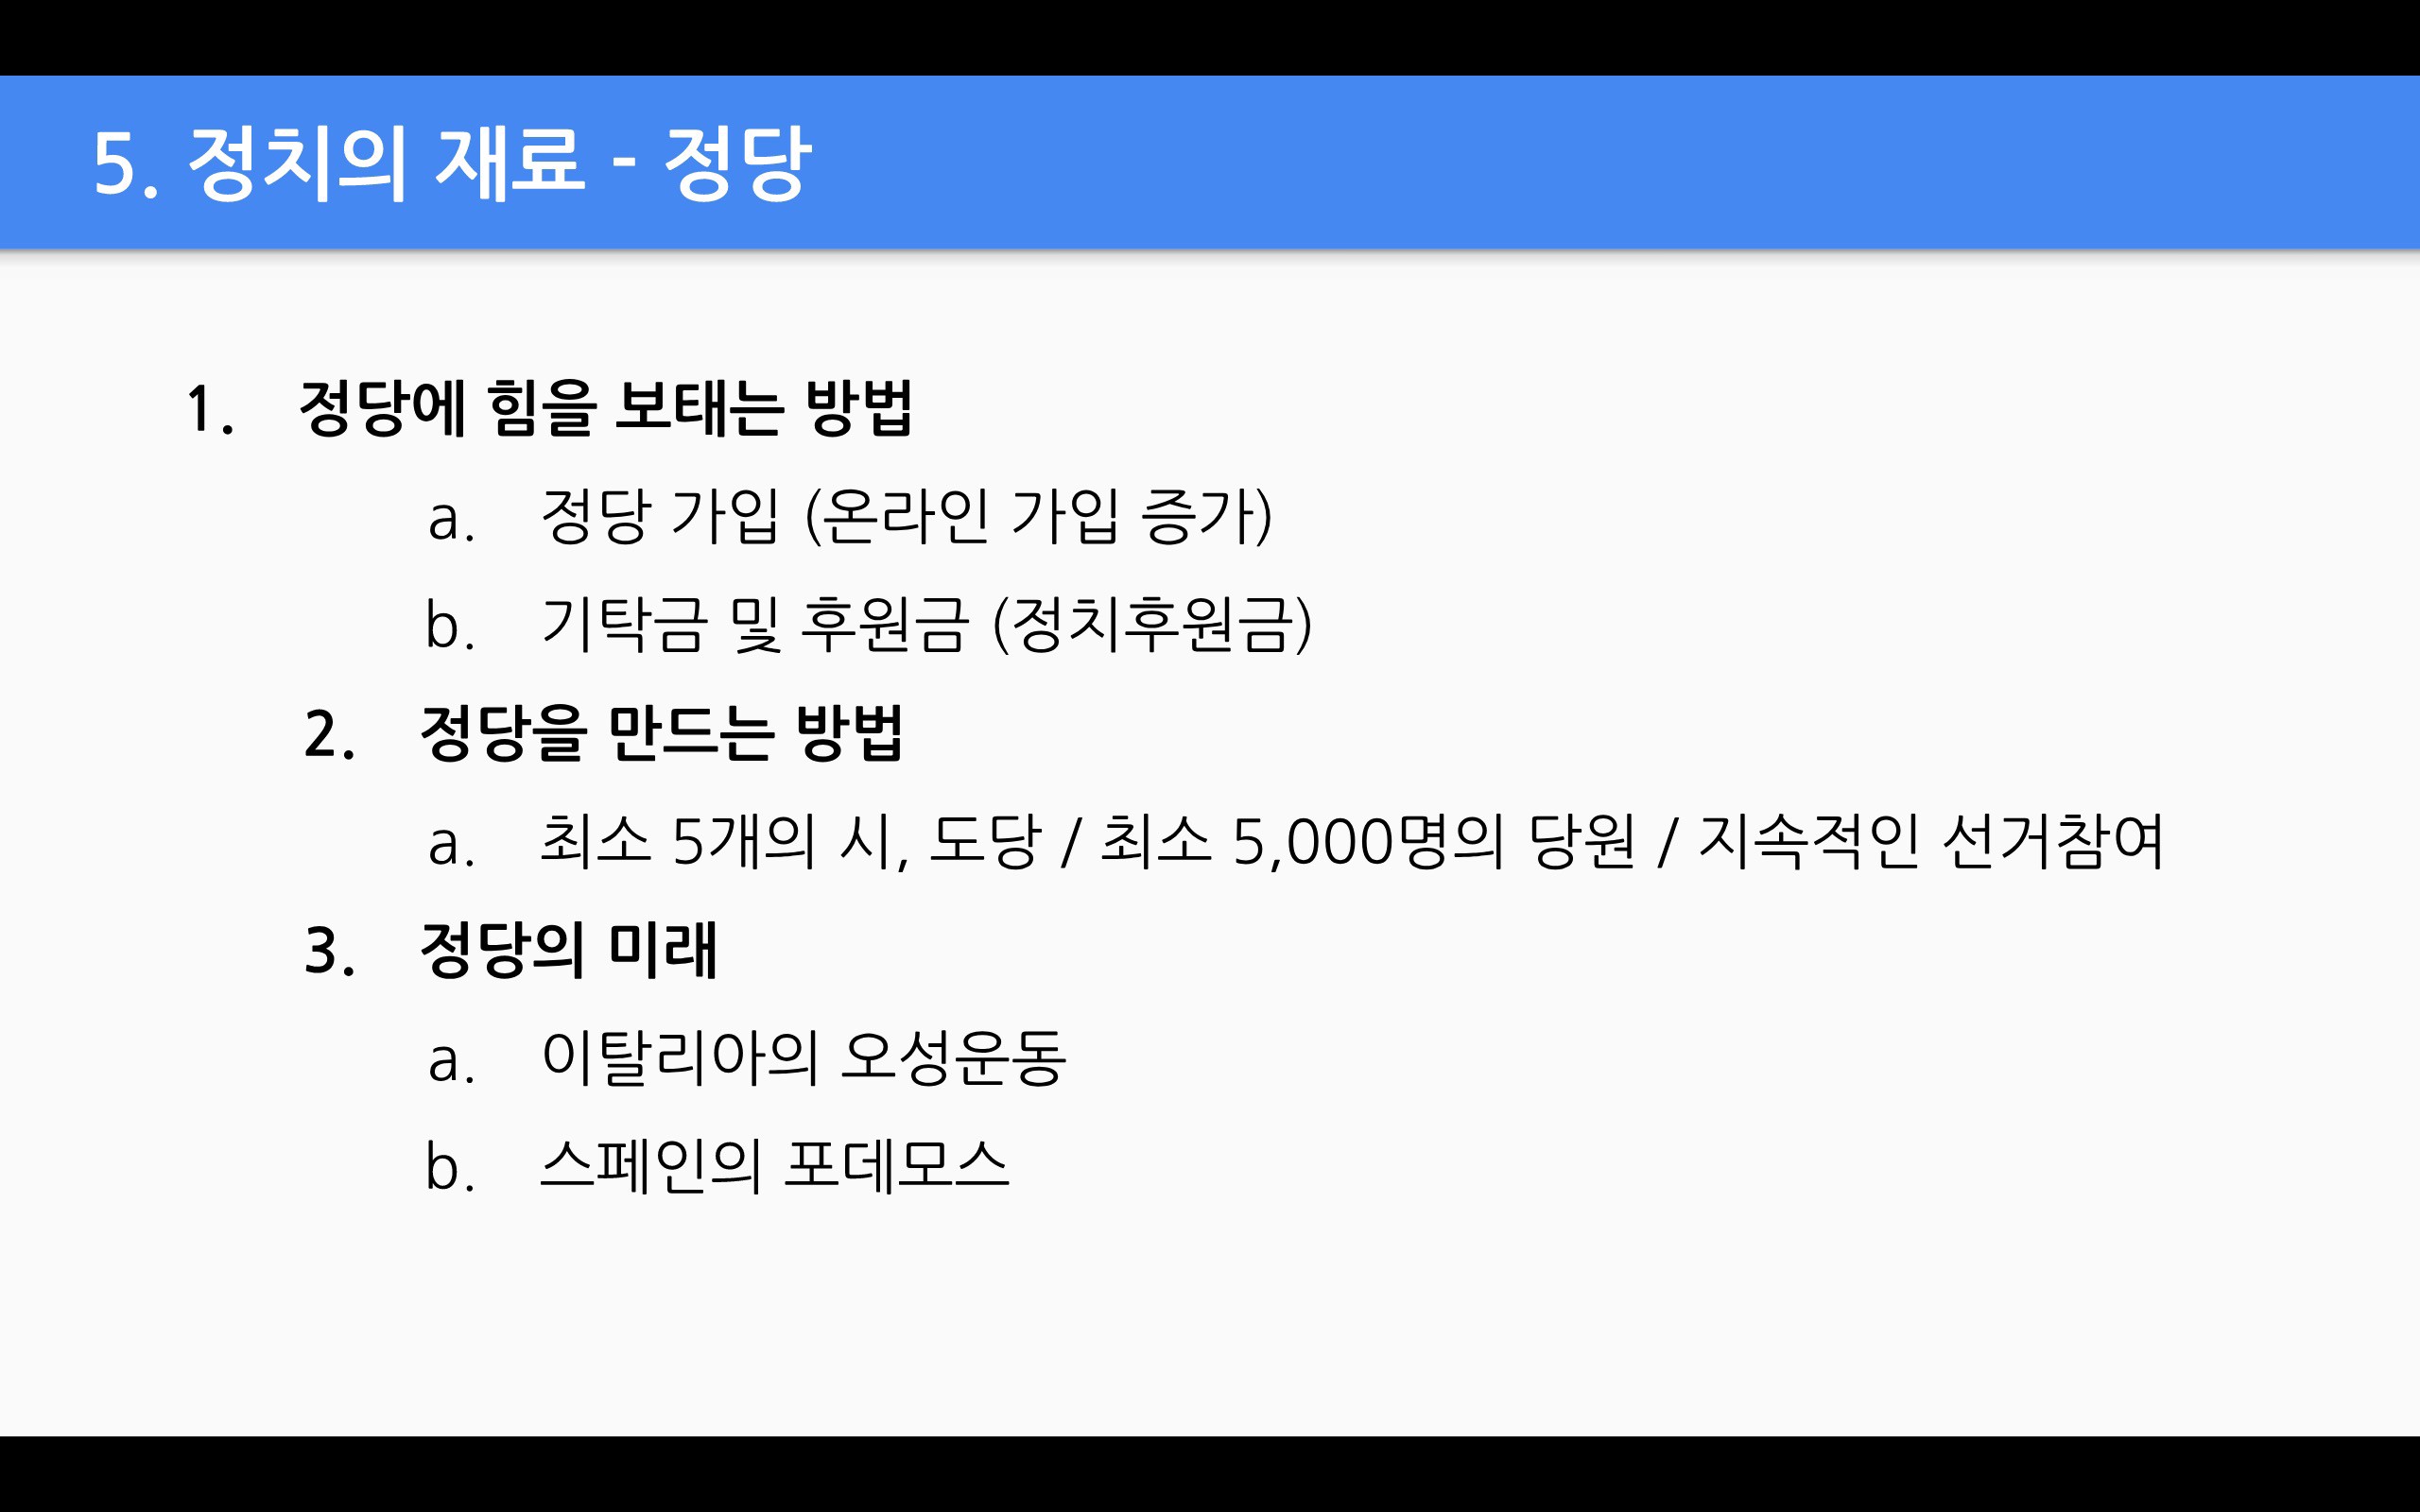 5. 정치의 재료 - 정당
1. 정당에 힘을 보태는 방법
a. 정당 가입 (온라인 가입 증가)
b. 기탁금 및 후원금 (정치후원금)
2. 정당을 만드는 방법
a. 최소 5개의 시, 도당 / 최소 5,000명의 당원 / 지속적인 선거참여
3. 정당의 미래
a. 이탈리아의 오성운동
b. 스페인의 포데모스